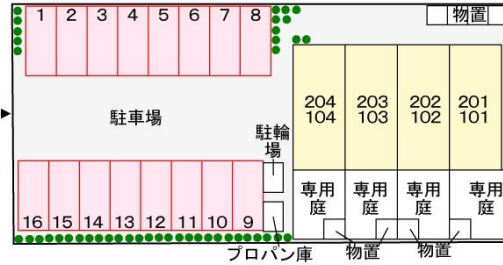 1 2 3 4 5 6 7 8
物置
駐車場
駐輪
場
204 203 202 201
104 103 102 101
専用 専用 専用 専用
庭 庭 庭 庭
16 15 14 13 12 11 10 9
プロパン庫 物置 物置